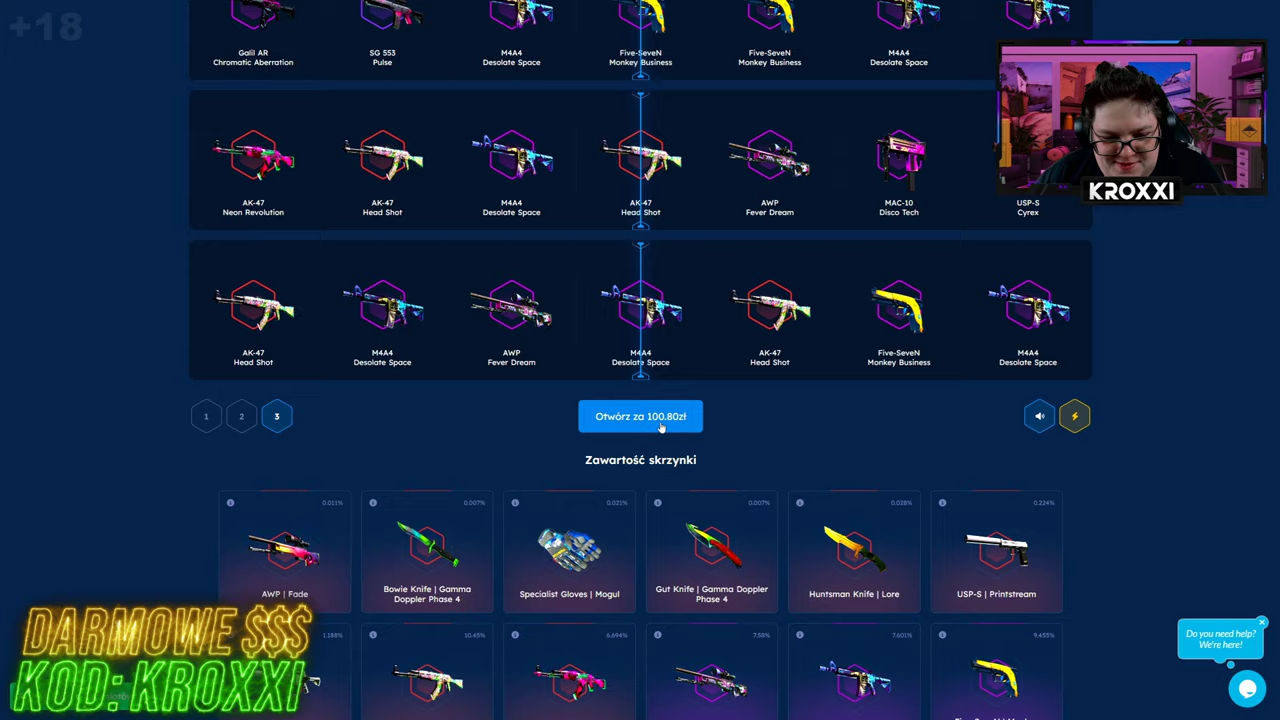 +18
Galil AR
Chromatic Aberration
SG 553
Pulse
M4A4
Desolate Space
Five-SeveN
Monkey Business
Five-SeveN
Monkey Business
M4A4
Desolate Space
KROXXI
AK-47
Neon Revolution
AK-47
Head Shot
M4A4
Desolate Space
AK-47
Head Shot
AWP
Fever Dream
MAC-10
Disco Tech
USP-S
Cyrex
AK-47
Head Shot
M4A4
Desolate Space
AWP
Fever Dream
M4A4
Desolate Space
AK-47
Head Shot
Five-SeveN
Monkey Business
M4A4
Desolate Space
1
2
3
Otwórz za 100.80zł
Zawartość skrzynki
0.011%
0.007%
0.021%
0.007%
0.028%
0.224%
AWP | Fade
Bowie Knife | Gamma
Doppler Phase 4
Specialist Gloves | Mogul
Gut Knife | Gamma Doppler
Phase 4
Huntsman Knife | Lore
USP-S | Printstream
DARMOWE $$$
KOD: KROXXI
1.188%
10.45%
6.694%
7.58%
7.601%
9.455%
Do you need help?
We're here!